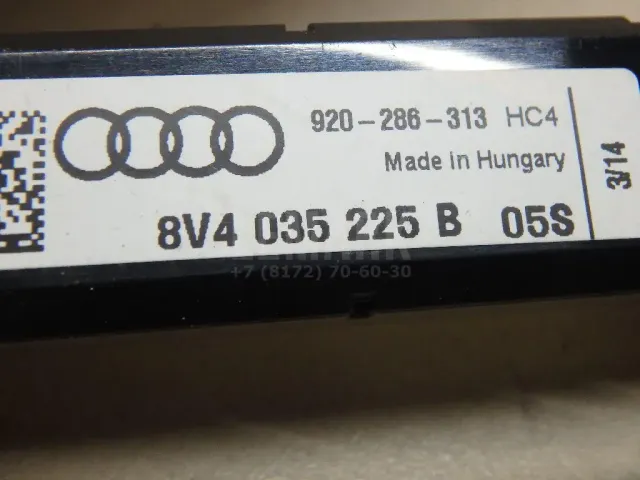 920-286-313 HC4
Made in Hungary
3/14
8V4 035 225 B 05S
+7 (8172) 70-60-30